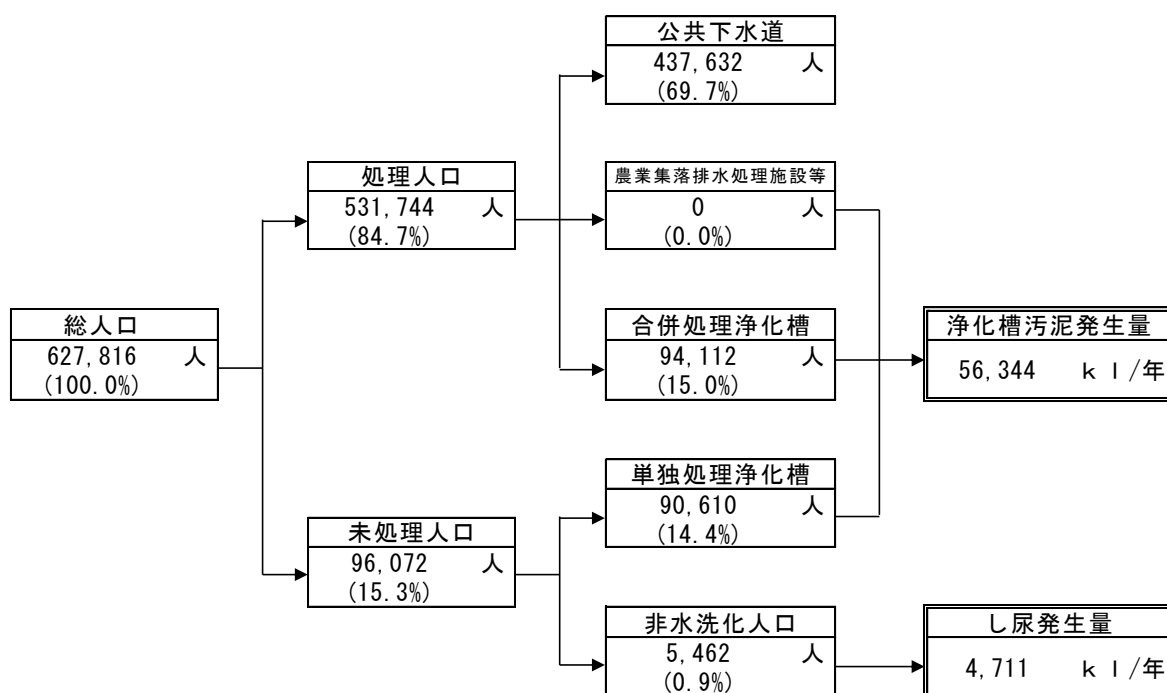 公共下水道
437,632 人
(69.7%)
処理人口
531,744 人
(84.7%)
農業集落排水処理施設等
0 人
(0.0%)
総人口
627,816 人
(100.0%)
合併処理浄化槽
94,112 人
(15.0%)
浄化槽汚泥発生量
56,344 ｋｌ/年
単独処理浄化槽
90,610 人
(14.4%)
未処理人口
96,072 人
(15.3%)
非水洗化人口
5,462 人
(0.9%)
し尿発生量
4,711 ｋｌ/年